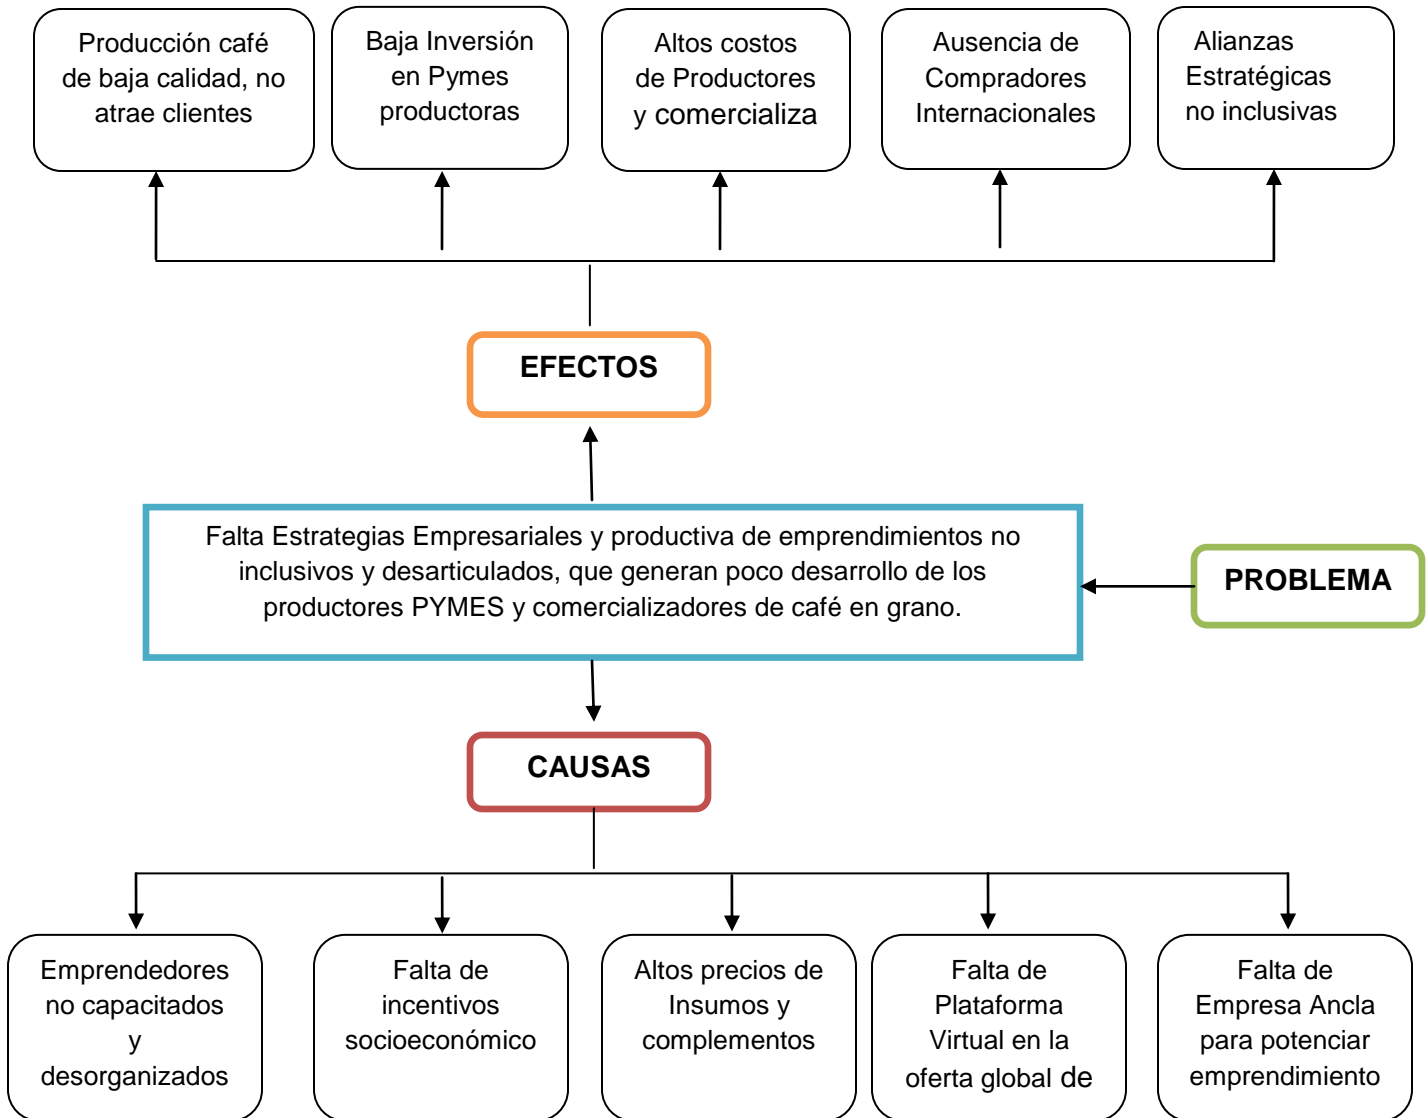 Producción café
de baja calidad, no
atrae clientes
Baja Inversión
en Pymes
productoras
Altos costos
de Productores
y comercializa
Ausencia de
Compradores
Internacionales
Alianzas
Estratégicas
no inclusivas
EFECTOS
Falta Estrategias Empresariales y productiva de emprendimientos no
inclusivos y desarticulados, que generan poco desarrollo de los
productores PYMES y comercializadores de café en grano.
PROBLEMA
CAUSAS
Emprendedores
no capacitados
y
desorganizados
Falta de
incentivos
socioeconómico
Altos precios de
Insumos y
complementos
Falta de
Plataforma
Virtual en la
oferta global de
Falta de
Empresa Ancla
para potenciar
emprendimiento